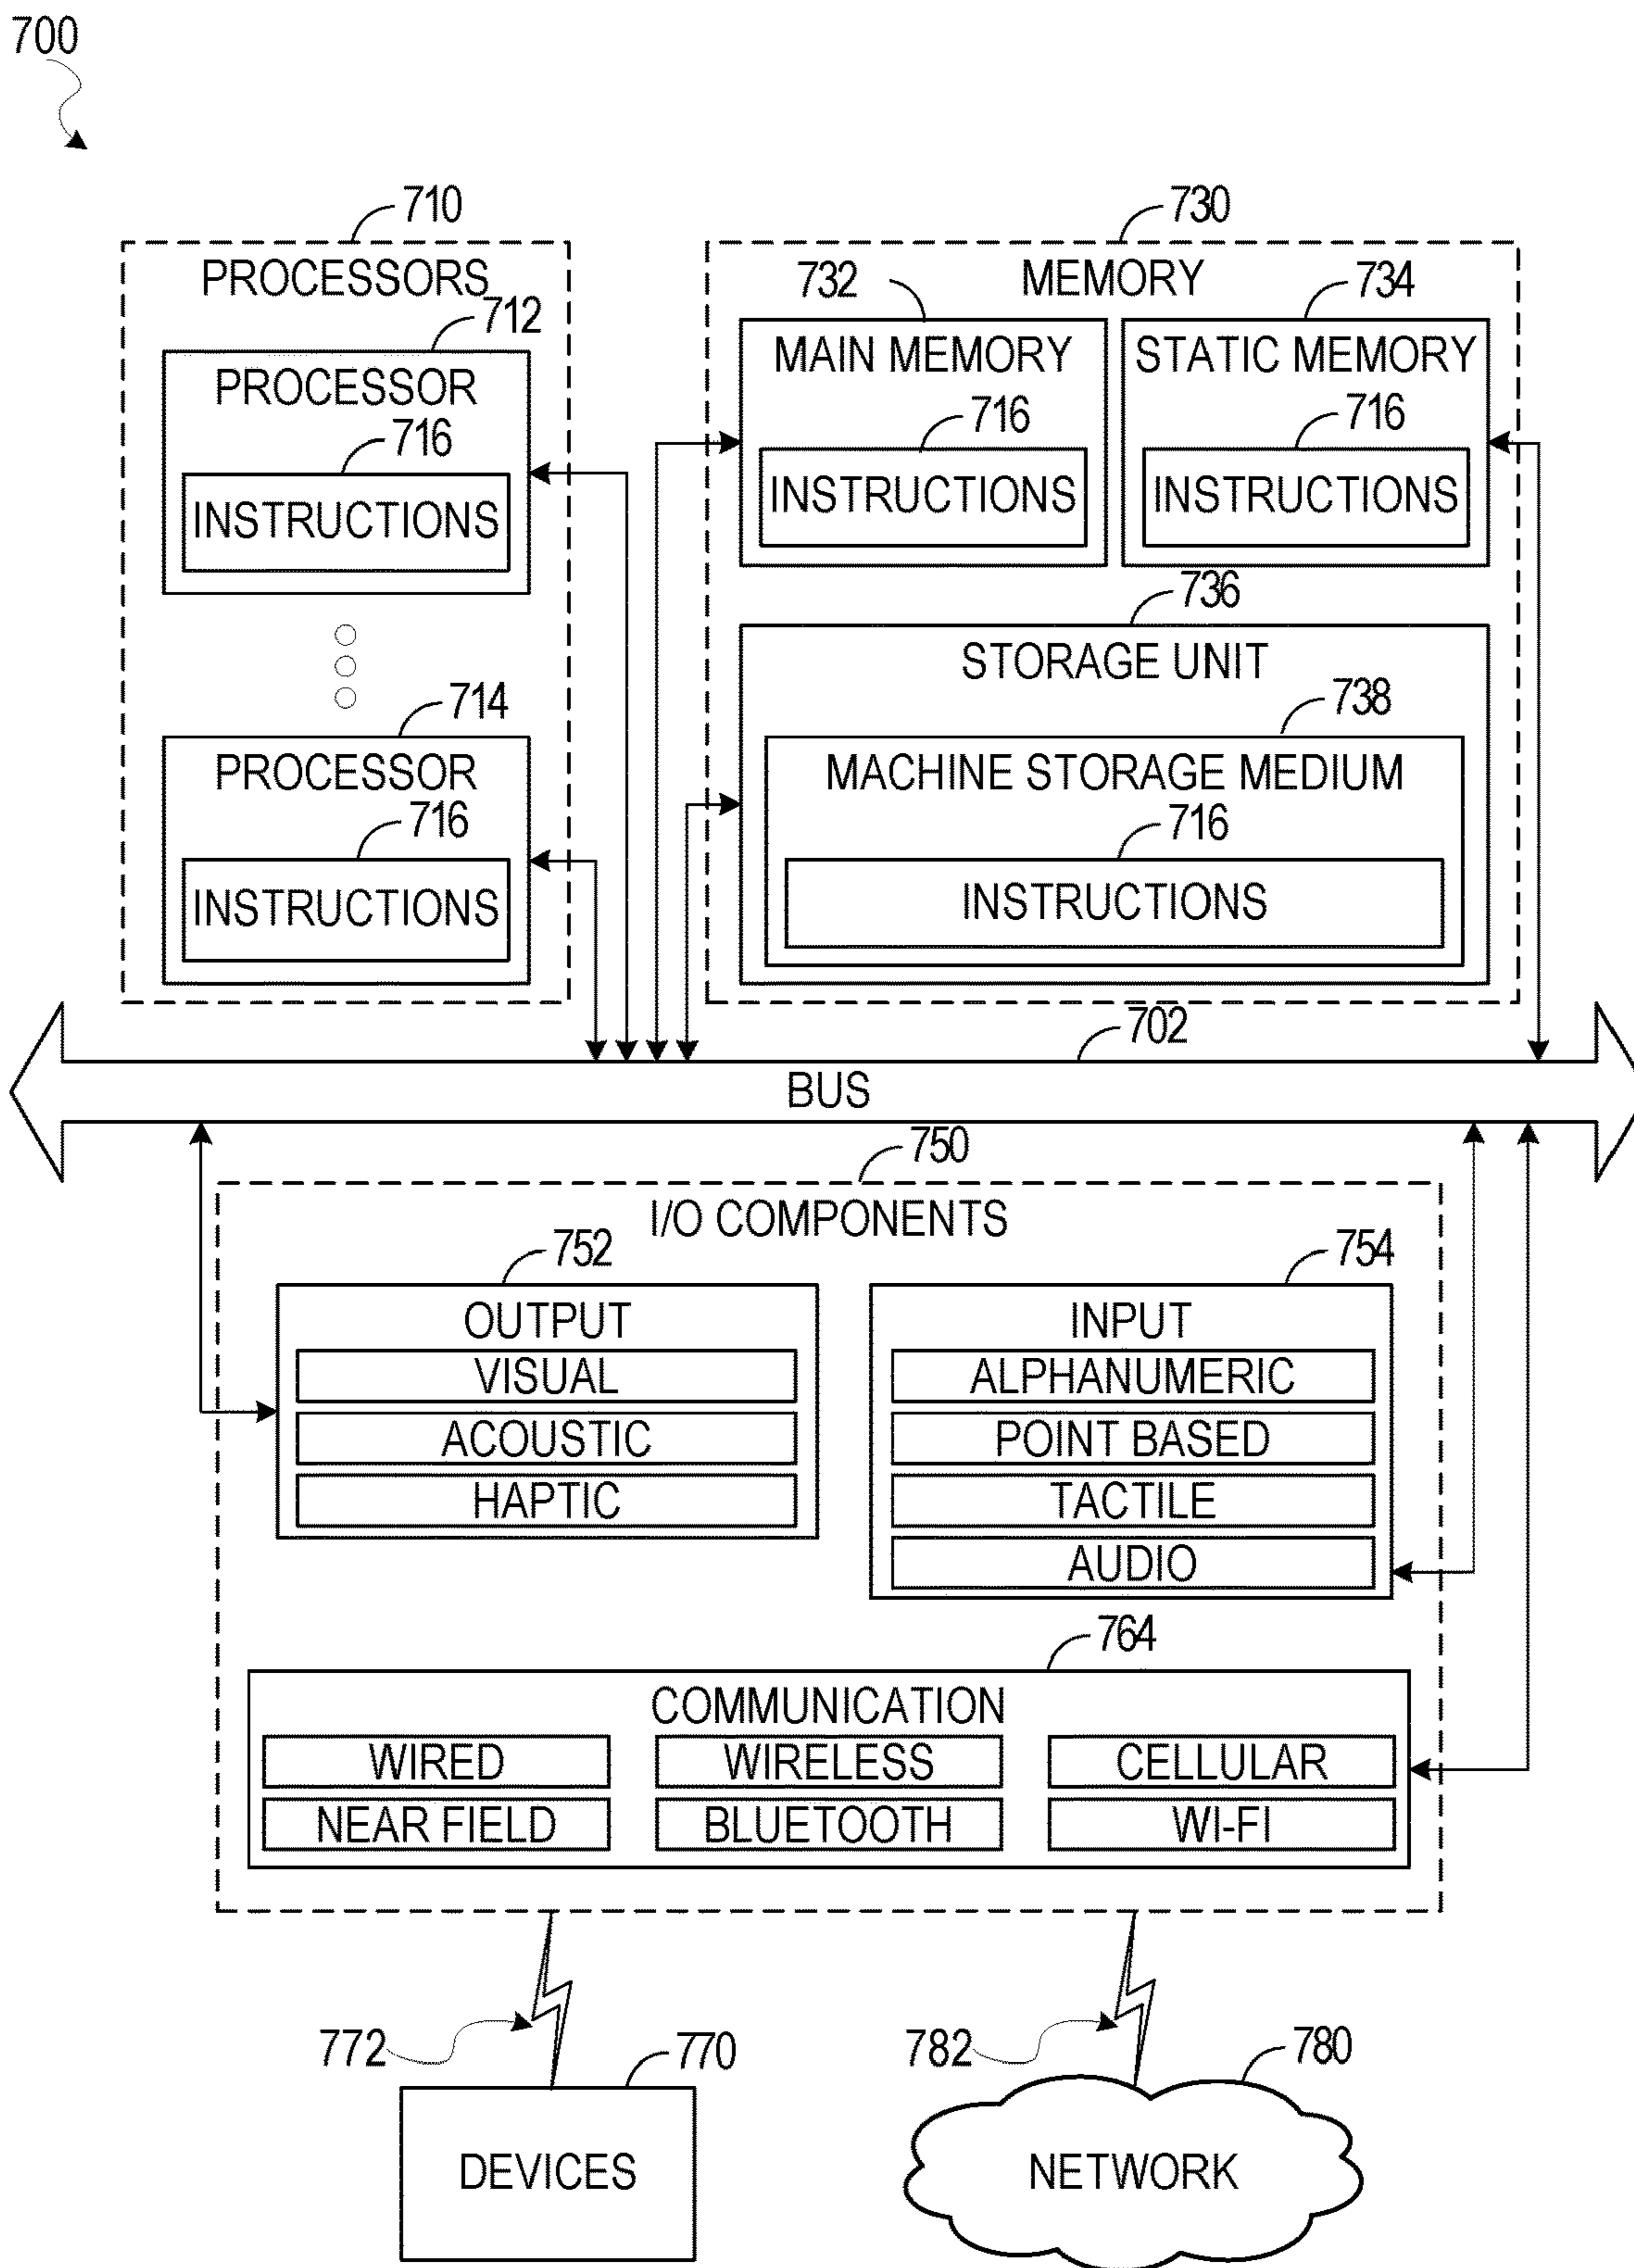 700
710
730
PROCESSORS
MEMORY
712
732
734
PROCESSOR
MAIN MEMORY
STATIC MEMORY
716
716
716
INSTRUCTIONS
INSTRUCTIONS
INSTRUCTIONS
736
STORAGE UNIT
714
738
PROCESSOR
MACHINE STORAGE MEDIUM
716
716
INSTRUCTIONS
INSTRUCTIONS
702
BUS
750
I/O COMPONENTS
752
754
OUTPUT
INPUT
VISUAL
ALPHANUMERIC
ACOUSTIC
POINT BASED
HAPTIC
TACTILE
AUDIO
764
COMMUNICATION
WIRED
WIRELESS
CELLULAR
NEAR FIELD
BLUETOOTH
WI-FI
772
770
782
780
DEVICES
NETWORK